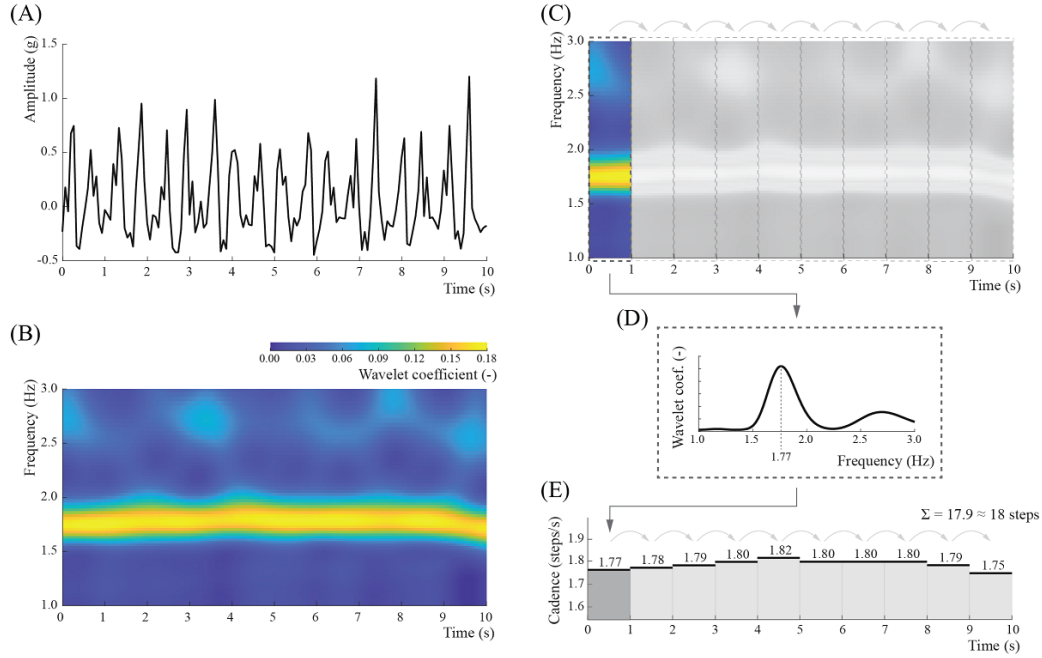 (A)
Amplitude (g)
1.5
1.0
0.5
0.0
-0.5
0 1 2 3 4 5 6 7 8 9 10
Time (s)
(B)
0.00 0.06 0.09 0.12 0.15 0.18
Wavelet coefficient (-)
Frequency (Hz)
3.0
2.5
2.0
1.5
1.0
0 1 2 3 4 5 6 7 8 9 10
Time (s)
(C)
Frequency (Hz)
3.0
2.0
1.5
1.0
0 1 2 3 4 5 6 7 8 9 10
Time (s)
(D)
Wavelet coef. (-)
1.0 1.5 2.0 2.5 3.0
1.77
Frequency (Hz)
(E)
Σ = 17.9 ≈ 18 steps
Cadence (steps/s)
1.9
1.8
1.7
1.6
1.77 1.78 1.79 1.80 1.82 1.80 1.80 1.80 1.79 1.75
0 1 2 3 4 5 6 7 8 9 10
Time (s)